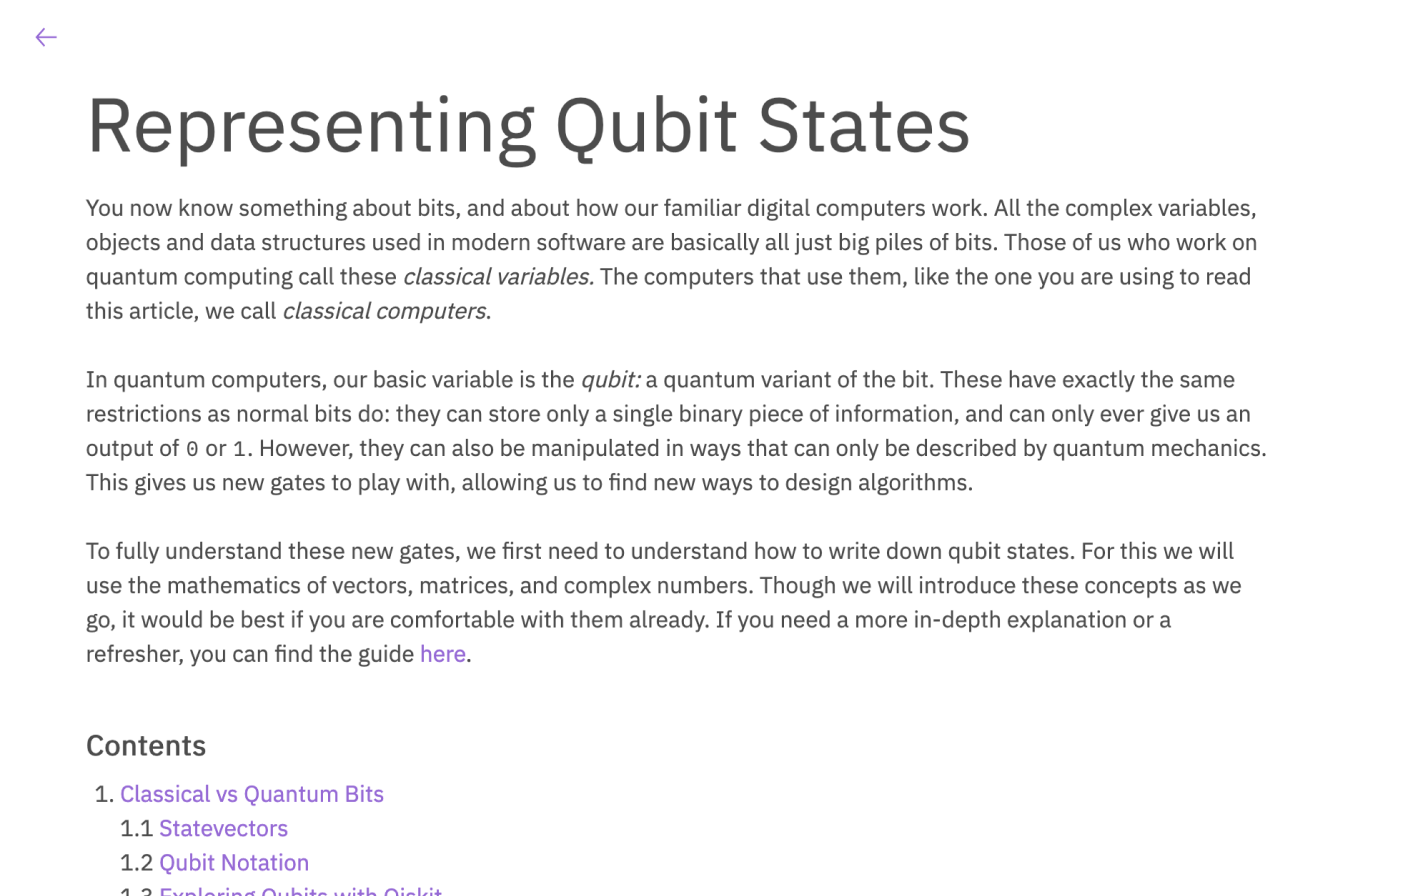 Representing Qubit States
You now know something about bits, and about how our familiar digital computers work. All the complex variables,
objects and data structures used in modern software are basically all just big piles of bits. Those of us who work on
quantum computing call these classical variables. The computers that use them, like the one you are using to read
this article, we call classical computers.
In quantum computers, our basic variable is the qubit: a quantum variant of the bit. These have exactly the same
restrictions as normal bits do: they can store only a single binary piece of information, and can only ever give us an
output of 0 or 1. However, they can also be manipulated in ways that can only be described by quantum mechanics.
This gives us new gates to play with, allowing us to find new ways to design algorithms.
To fully understand these new gates, we first need to understand how to write down qubit states. For this we will
use the mathematics of vectors, matrices, and complex numbers. Though we will introduce these concepts as we
go, it would be best if you are comfortable with them already. If you need a more in-depth explanation or a
refresher, you can find the guide here.
Contents
1. Classical vs Quantum Bits
1.1 Statevectors
1.2 Qubit Notation
1.3 Exploring Qubits with Qiskit